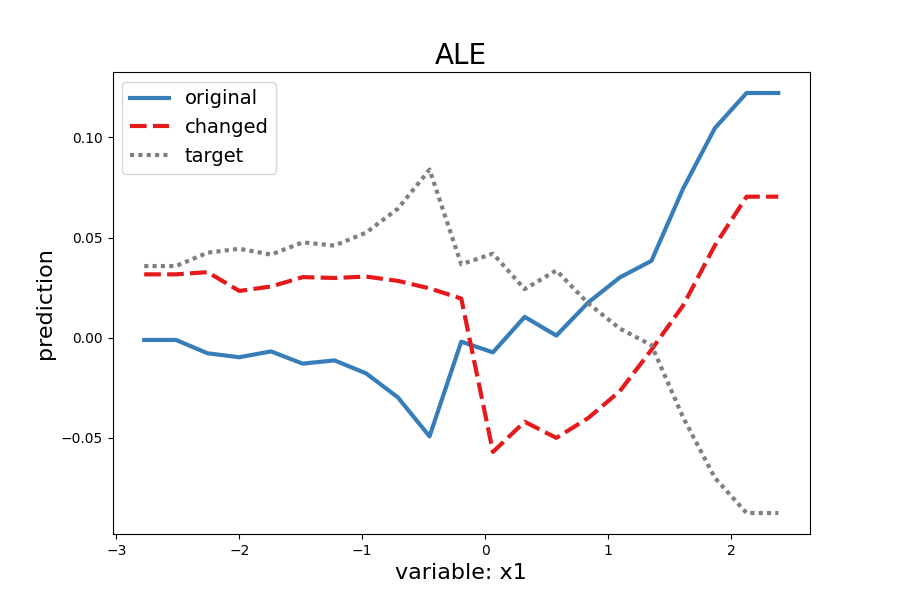 ALE
original
changed
target
prediction
0.10
0.05
0.00
−0.05
−3
−2
−1
0
1
2
variable: x1